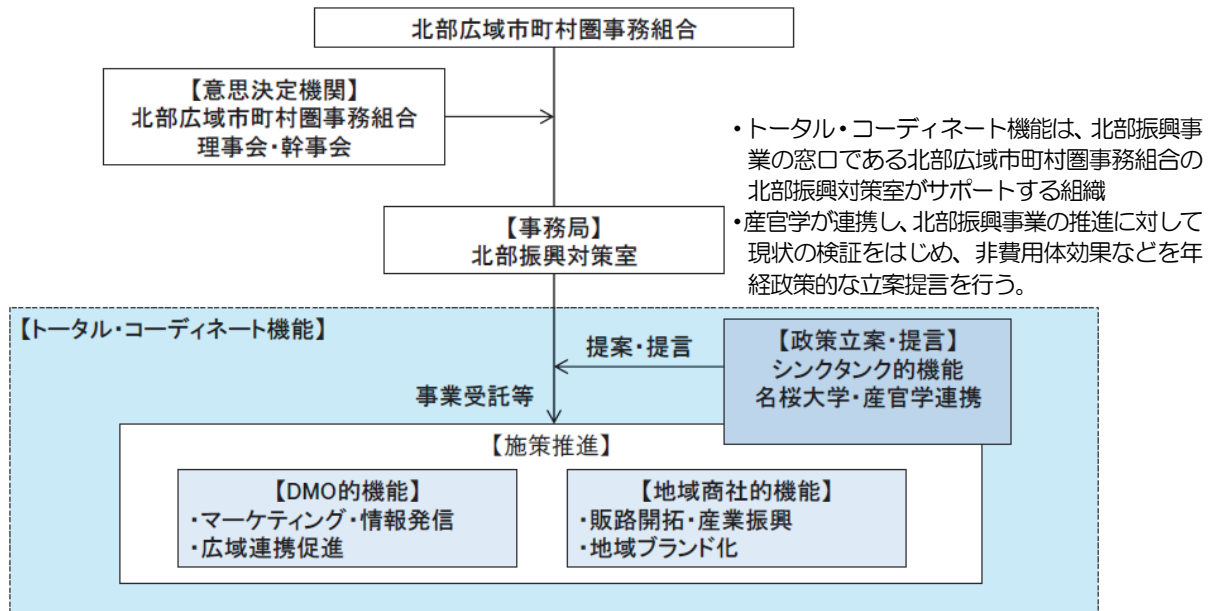 北部広域市町村圏事務組合
【意思決定機関】
北部広域市町村圏事務組合
理事会・幹事会
・トータル・コーディネート機能は、北部振興事
業の窓口である北部広域市町村圏事務組合の
北部振興対策室がサポートする組織
・産官学が連携し、北部振興事業の推進に対して
現状の検証をはじめ、非費用体効果などを年
経政策的な立案提言を行う。
【事務局】
北部振興対策室
【トータル・コーディネート機能】
提案・提言
【政策立案・提言】
シンクタンク的機能
名桜大学・産官学連携
事業受託等
【施策推進】
【DMO的機能】
・マーケティング・情報発信
・広域連携促進
【地域商社的機能】
・販路開拓・産業振興
・地域ブランド化